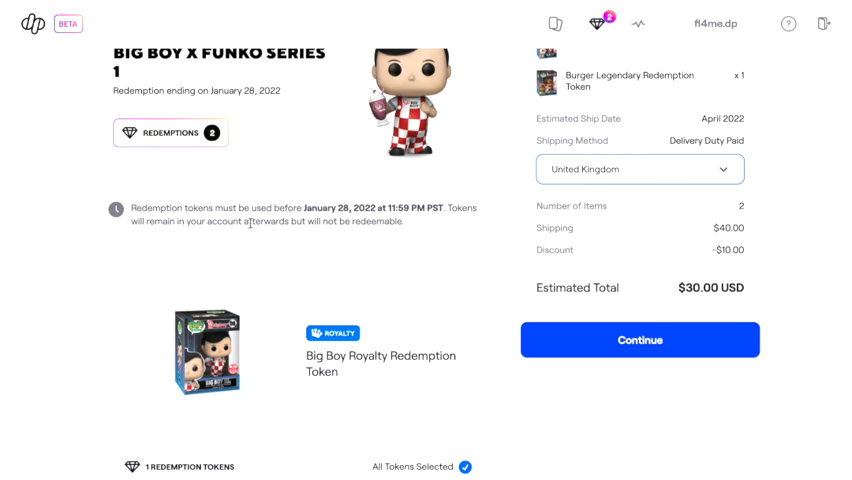 dp BETA
2
fl4me.dp
?
BIG BOY X FUNKO SERIES
1
Redemption ending on January 28, 2022
REDEMPTIONS 2
Redemption tokens must be used before January 28, 2022 at 11:59 PM PST. Tokens
will remain in your account afterwards but will not be redeemable.
ROYALTY
Big Boy Royalty Redemption
Token
1 REDEMPTION TOKENS
All Tokens Selected
Burger Legendary Redemption x 1
Token
Estimated Ship Date April 2022
Shipping Method Delivery Duty Paid
United Kingdom
Number of Items 2
Shipping $40.00
Discount -$10.00
Estimated Total $30.00 USD
Continue